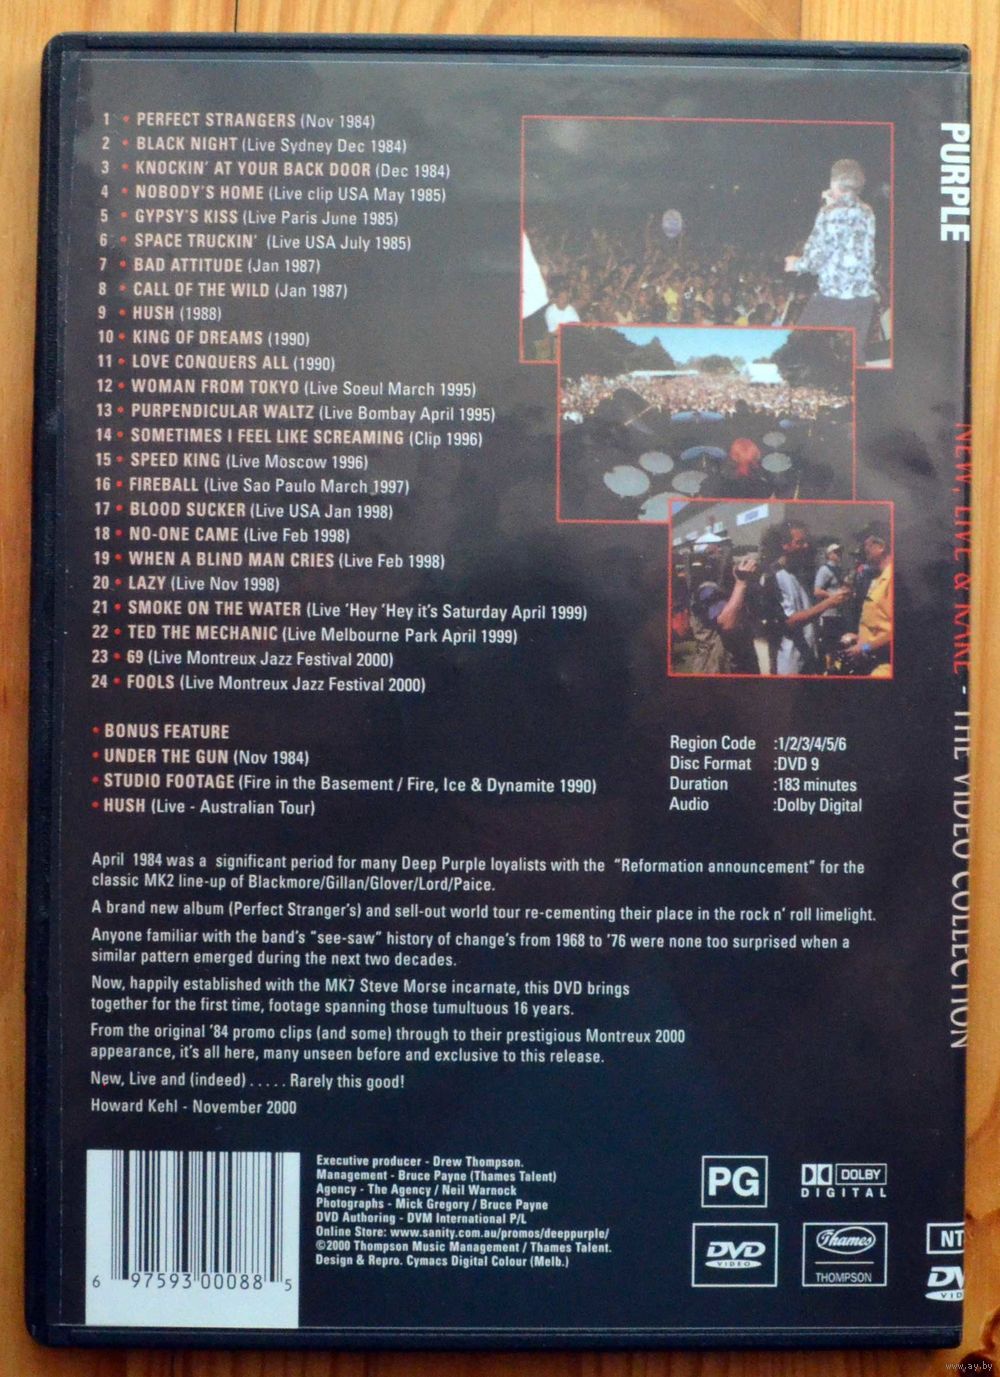 1 • PERFECT STRANGERS (Nov 1984)
2 • BLACK NIGHT (Live Sydney Dec 1984)
3 • KNOCKIN' AT YOUR BACK DOOR (Dec 1984)
4 • NOBODY'S HOME (Live clip USA May 1985)
5 • GYPSY'S KISS (Live Paris June 1985)
6 • SPACE TRUCKIN' (Live USA July 1985)
7 • BAD ATTITUDE (Jan 1987)
8 • CALL OF THE WILD (Jan 1987)
9 • HUSH (1988)
10 • KING OF DREAMS (1990)
11 • LOVE CONQUERS ALL (1990)
12 • WOMAN FROM TOKYO (Live Soeul March 1995)
13 • PURPENDICULAR WALTZ (Live Bombay April 1995)
14 • SOMETIMES I FEEL LIKE SCREAMING (Clip 1996)
15 • SPEED KING (Live Moscow 1996)
16 • FIREBALL (Live Sao Paulo March 1997)
17 • BLOOD SUCKER (Live USA Jan 1998)
18 • NO-ONE CAME (Live Feb 1998)
19 • WHEN A BLIND MAN CRIES (Live Feb 1998)
20 • LAZY (Live Nov 1998)
21 • SMOKE ON THE WATER (Live 'Hey 'Hey it's Saturday April 1999)
22 • TED THE MECHANIC (Live Melbourne Park April 1999)
23 • 69 (Live Montreux Jazz Festival 2000)
24 • FOOLS (Live Montreux Jazz Festival 2000)
• BONUS FEATURE
• UNDER THE GUN (Nov 1984)
• STUDIO FOOTAGE (Fire in the Basement / Fire, Ice & Dynamite 1990)
• HUSH (Live - Australian Tour)
Region Code :1/2/3/4/5/6
Disc Format :DVD 9
Duration :183 minutes
Audio :Dolby Digital
April 1984 was a significant period for many Deep Purple loyalists with the "Reformation announcement" for the
classic MK2 line-up of Blackmore/Gillan/Glover/Lord/Paice.
A brand new album (Perfect Stranger's) and sell-out world tour re-cementing their place in the rock n' roll limelight.
Anyone familiar with the band's "see-saw" history of change's from 1968 to '76 were none too surprised when a
similar pattern emerged during the next two decades.
Now, happily established with the MK7 Steve Morse incarnate, this DVD brings
together for the first time, footage spanning those tumultuous 16 years.
From the original '84 promo clips (and some) through to their prestigious Montreux 2000
appearance, it's all here, many unseen before and exclusive to this release.
New, Live and (indeed) . . . . . Rarely this good!
Howard Kehl - November 2000
6 97593 00088 5
Executive producer - Drew Thompson.
Management - Bruce Payne (Thames Talent)
Agency - The Agency / Neil Warnock
Photographs - Mick Gregory / Bruce Payne
DVD Authoring - DVM International P/L
Online Store: www.sanity.com.au/promos/deeppurple/
©2000 Thompson Music Management / Thames Talent.
Design & Repro. Cymacs Digital Colour (Melb.)
PG
DOLBY
DIGITAL
DVD
VIDEO
Thames
THOMPSON
NT
DV
VID
PURPLE
NEW, LIVE & RARE - THE VIDEO COLLECTION
www.ay.by